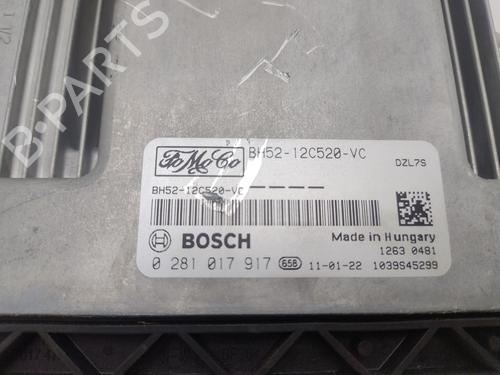 B-Parts
FoMoCo BH52-12C520-VC
DZL7S
BH52-12C520-VC
BOSCH
Made in Hungary
1263 0481
0 281 017 917 658 11-01-22 1039S45299